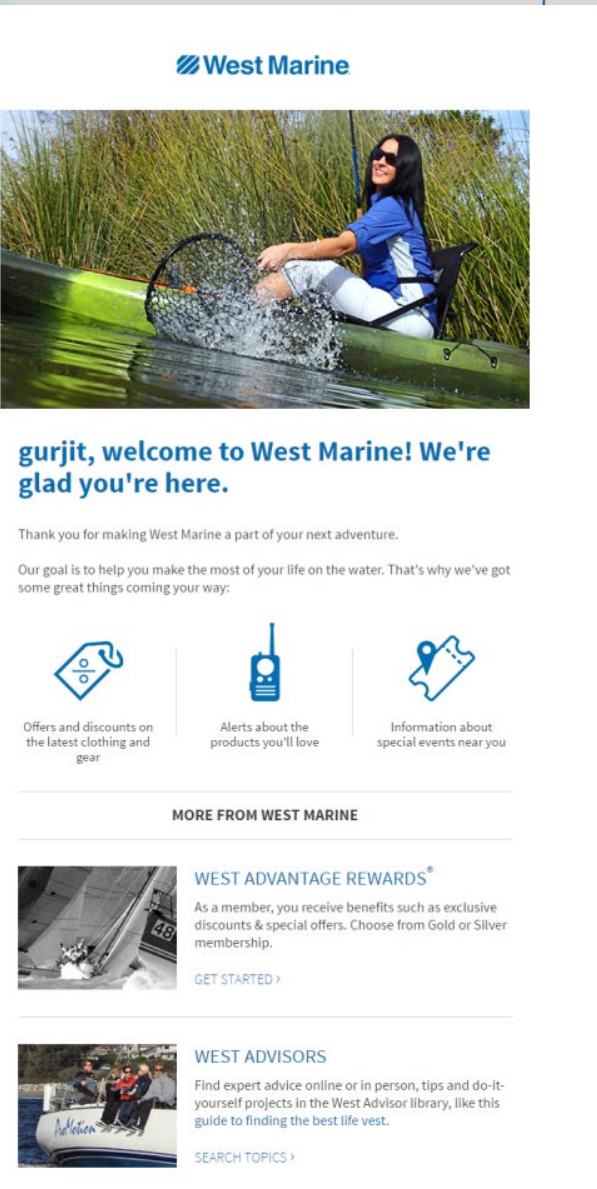 West Marine
gurjit, welcome to West Marine! We're
glad you're here.
Thank you for making West Marine a part of your next adventure.
Our goal is to help you make the most of your life on the water. That's why we've got
some great things coming your way:
Offers and discounts on
the latest clothing and
gear
Alerts about the
products you'll love
Information about
special events near you
MORE FROM WEST MARINE
WEST ADVANTAGE REWARDS®
As a member, you receive benefits such as exclusive
discounts & special offers. Choose from Gold or Silver
membership.
GET STARTED >
48
WEST ADVISORS
Find expert advice online or in person, tips and do-it-
yourself projects in the West Advisor library, like this
guide to finding the best life vest.
SEARCH TOPICS >
ProMotion